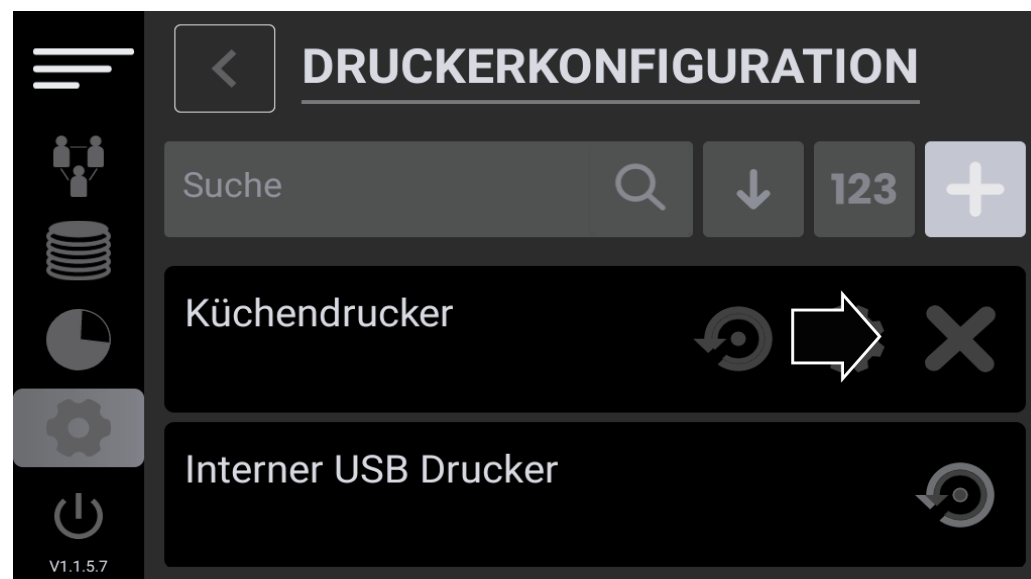 DRUCKERKONFIGURATION
Suche
123
Küchendrucker
Interner USB Drucker
V1.1.5.7